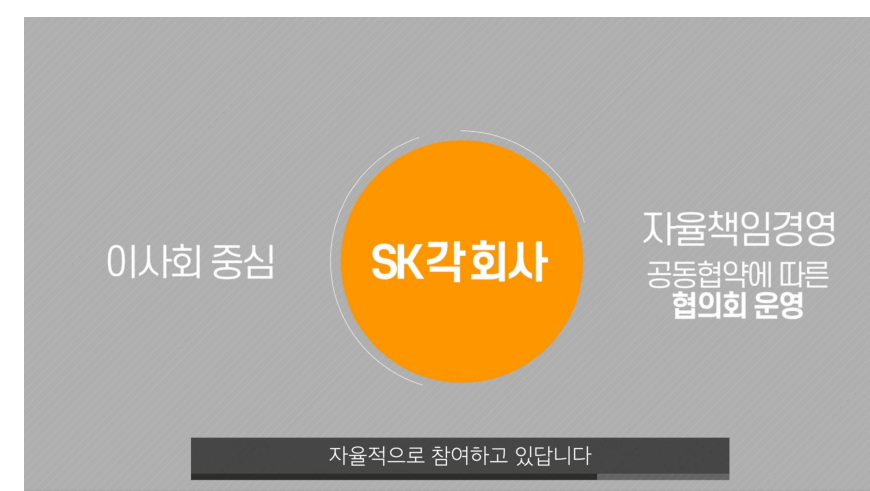 이사회 중심
SK각회사
자율책임경영
공동협약에 따른
협의회 운영
자율적으로 참여하고 있답니다